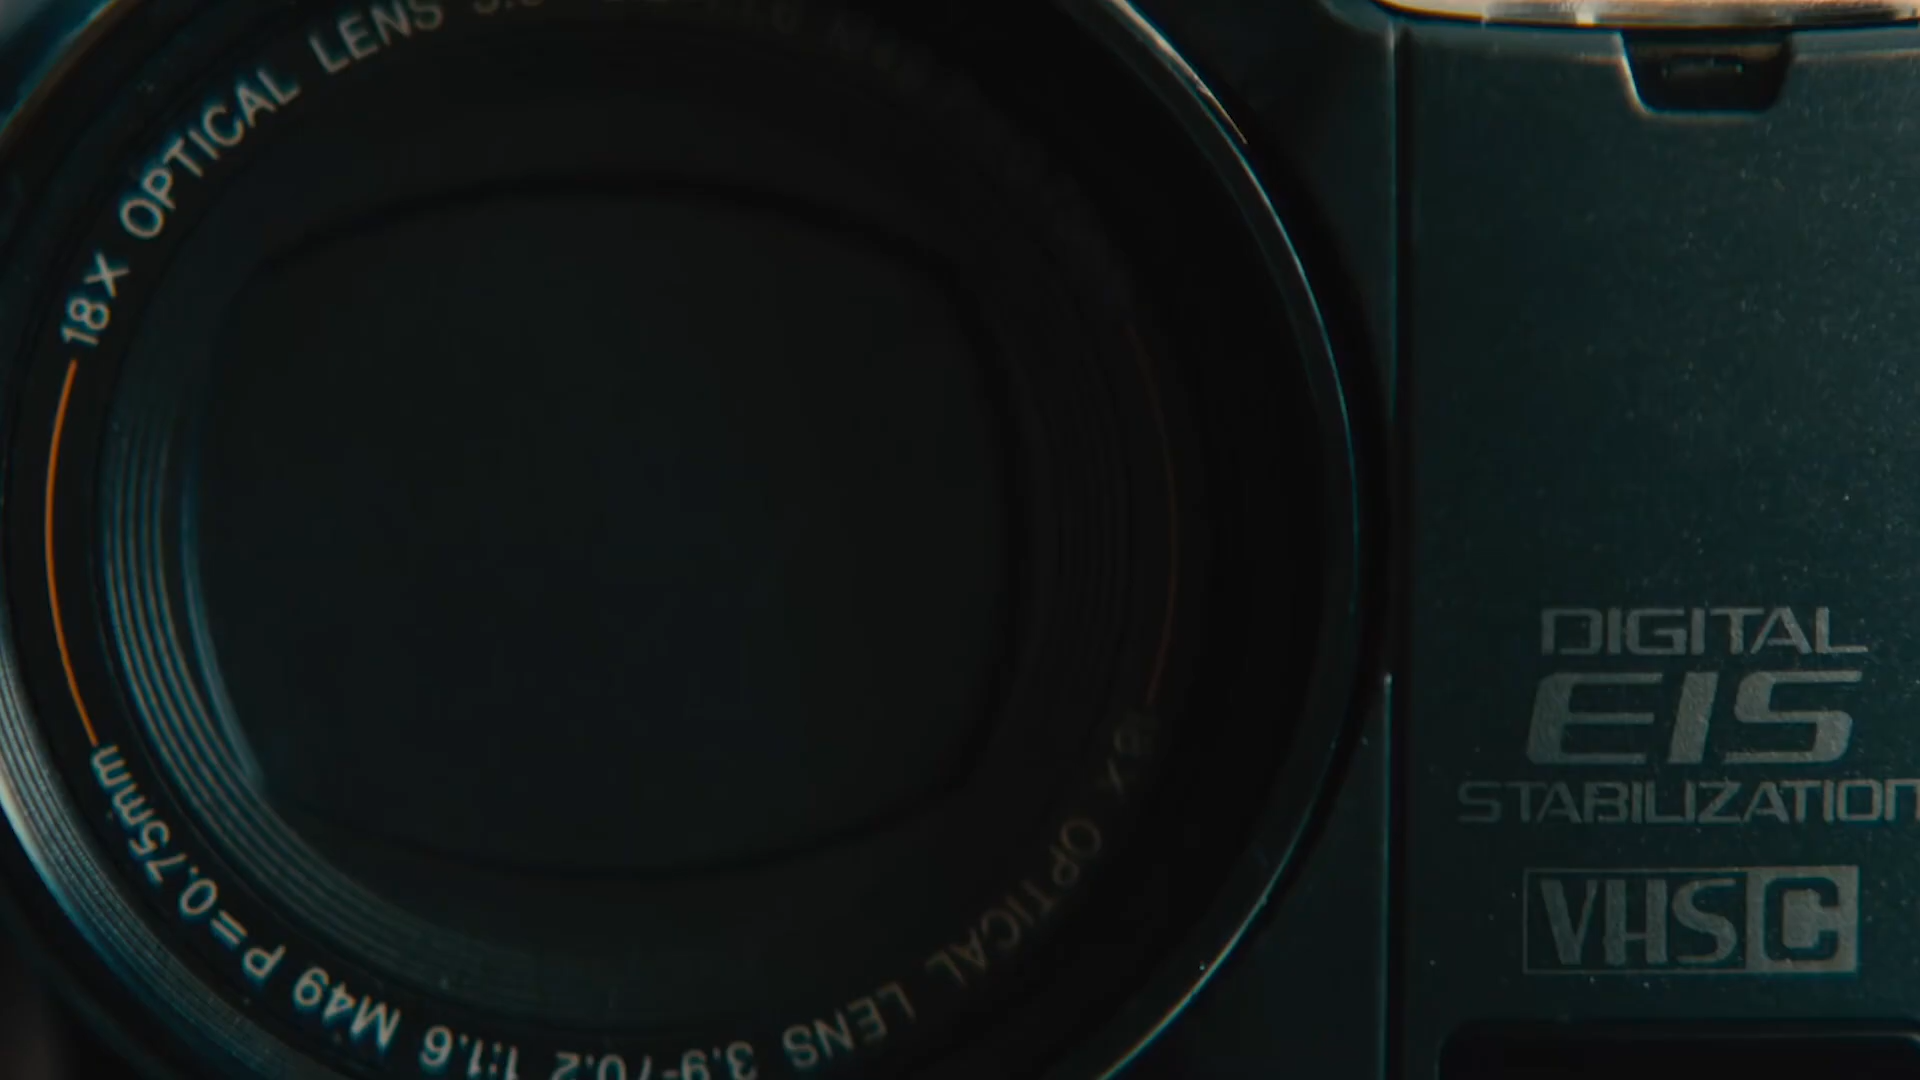 18X OPTICAL LENS
8X OPTICAL LENS 3.9-70.2 1:1.6 M49 P=0.75mm
DIGITAL
EIS
STABILIZATION
VHS C